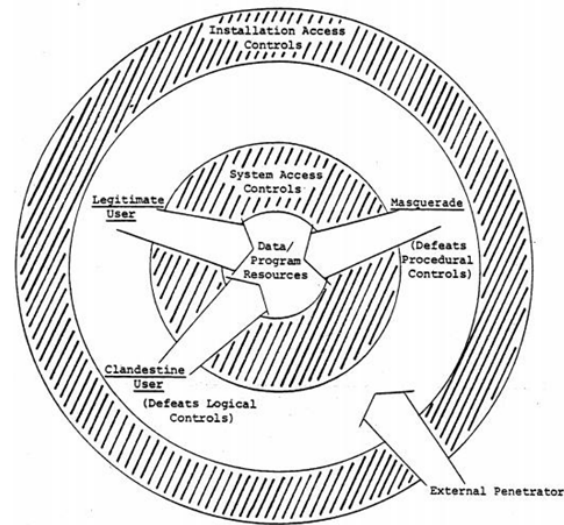 Installation Access
Controls
System Access
Controls
Legitimate
User
Masquerade
Data/
Program
Resources
(Defeats
Procedural
Controls)
Clandestine
User
(Defeats Logical
Controls)
External Penetrator